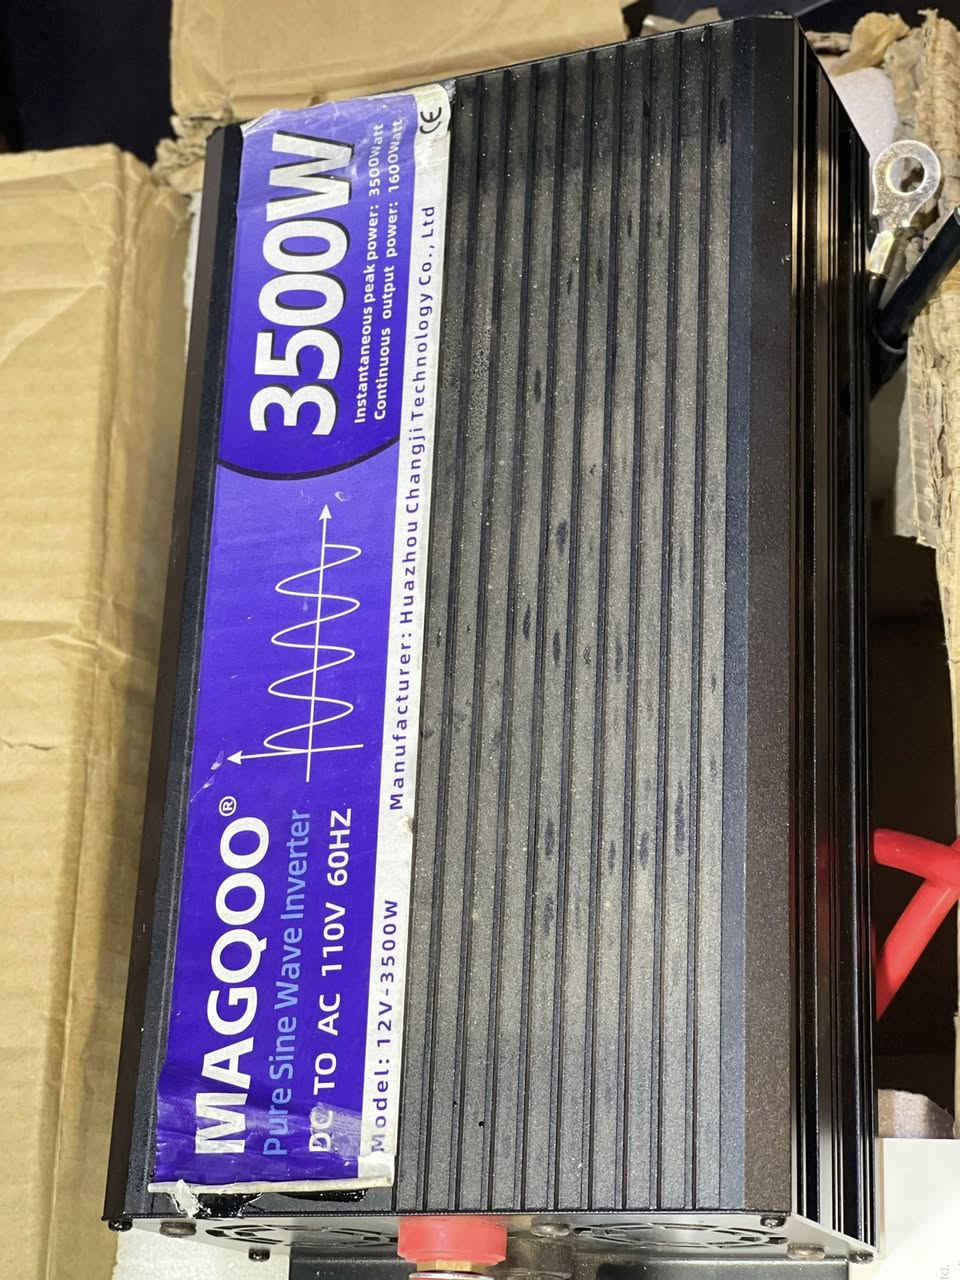 MAGQOO®
Pure Sine Wave Inverter
DC TO AC 110V 60HZ
3500W
Instantaneous peak power: 3500Watt
Continuous output power: 1600Watt
CE
Model: 12V-3500W
Manufacturer: Huazhou Changji Technology Co., Ltd